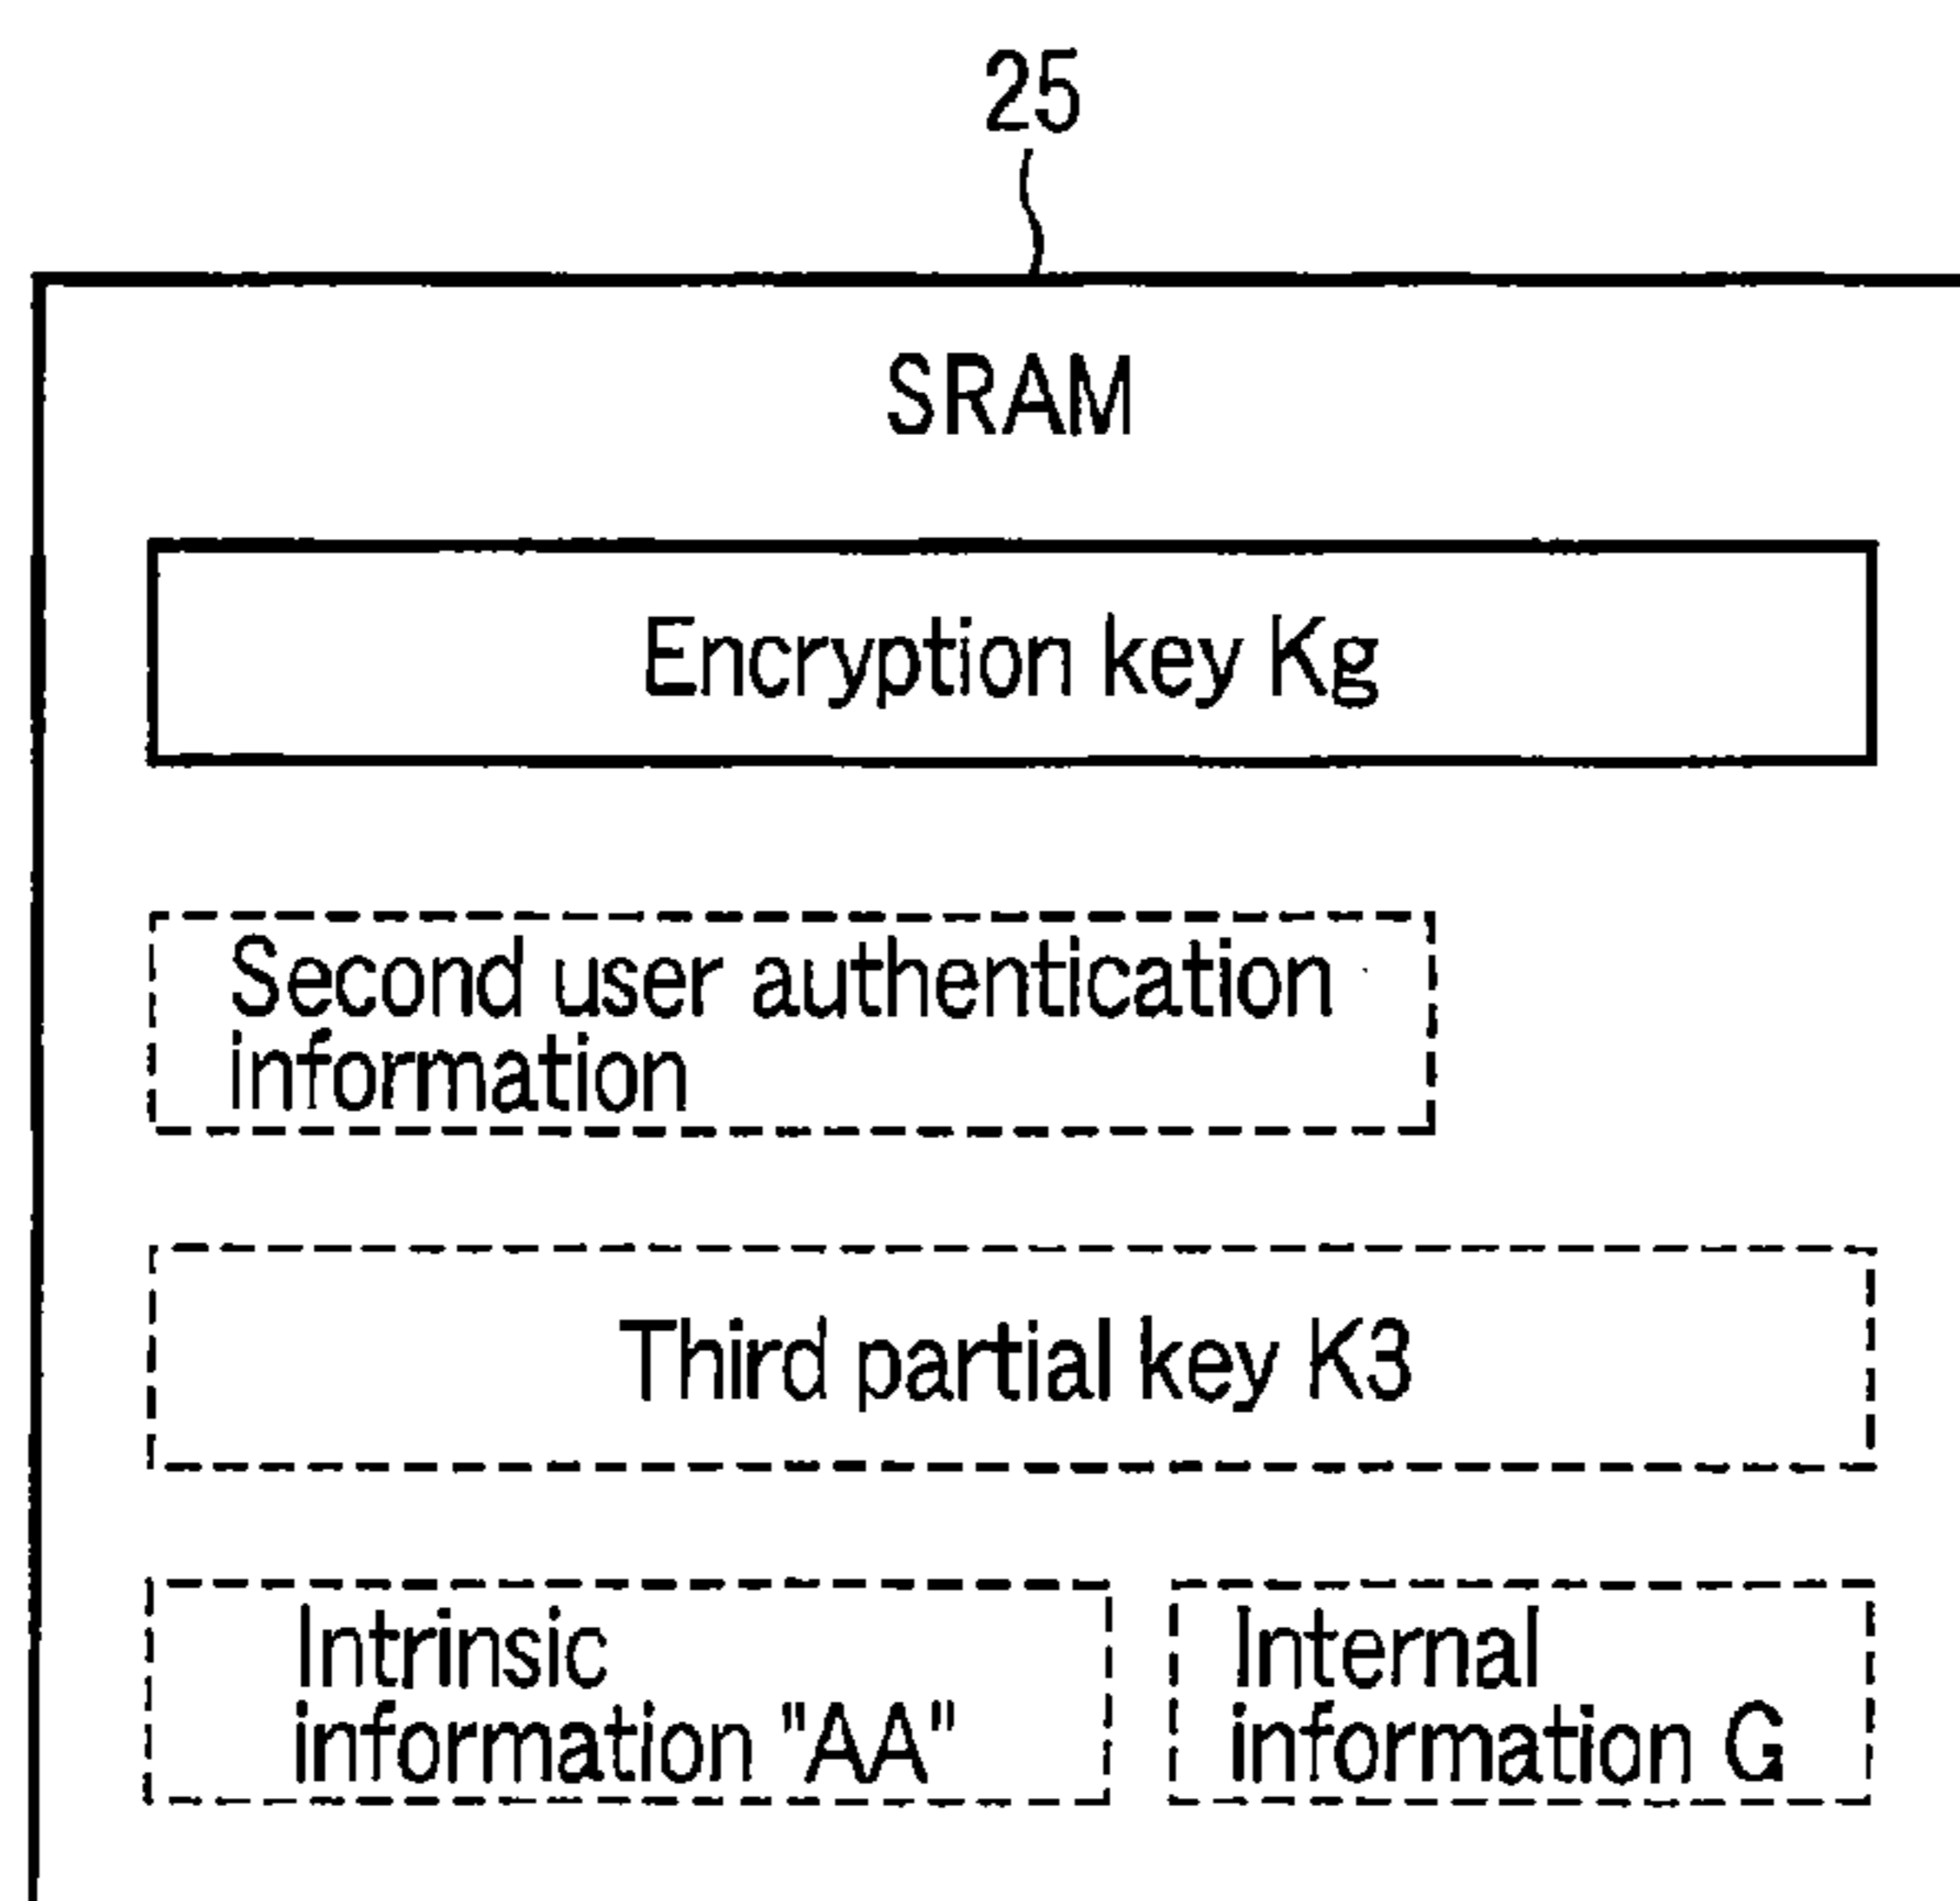 25
SRAM
Encryption key Kg
Second user authentication
information
Third partial key K3
Intrinsic
information "AA"
Internal
information G